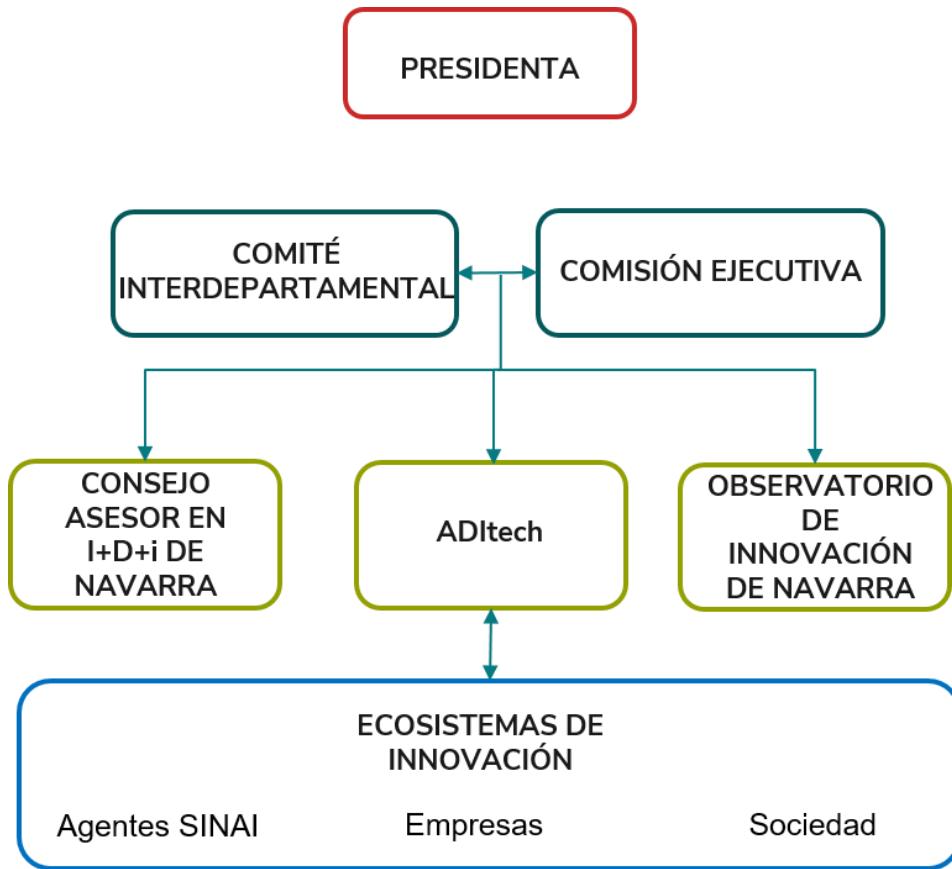 PRESIDENTA
COMITÉ
INTERDEPARTAMENTAL
COMISIÓN EJECUTIVA
CONSEJO
ASESOR EN
I+D+i DE
NAVARRA
ADItech
OBSERVATORIO
DE
INNOVACIÓN
DE NAVARRA
ECOSISTEMAS DE
INNOVACIÓN
Agentes SINAI
Empresas
Sociedad